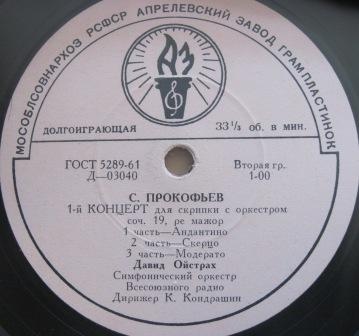 МОСОБЛСОВНАРХОЗ РСФСР АПРЕЛЕВСКИЙ ЗАВОД ГРАМПЛАСТИНОК
АЗ
ДОЛГОИГРАЮЩАЯ 33⅓ об. в мин.
ГОСТ 5289-61 Вторая гр.
Д—03040 1-00
С. ПРОКОФЬЕВ
1-й КОНЦЕРТ для скрипки с оркестром
соч. 19, ре мажор
1 часть—Андантино
2 часть—Скерцо
3 часть—Модерато
Давид Ойстрах
Симфонический оркестр
Всесоюзного радио
Дирижер К. Кондрашин